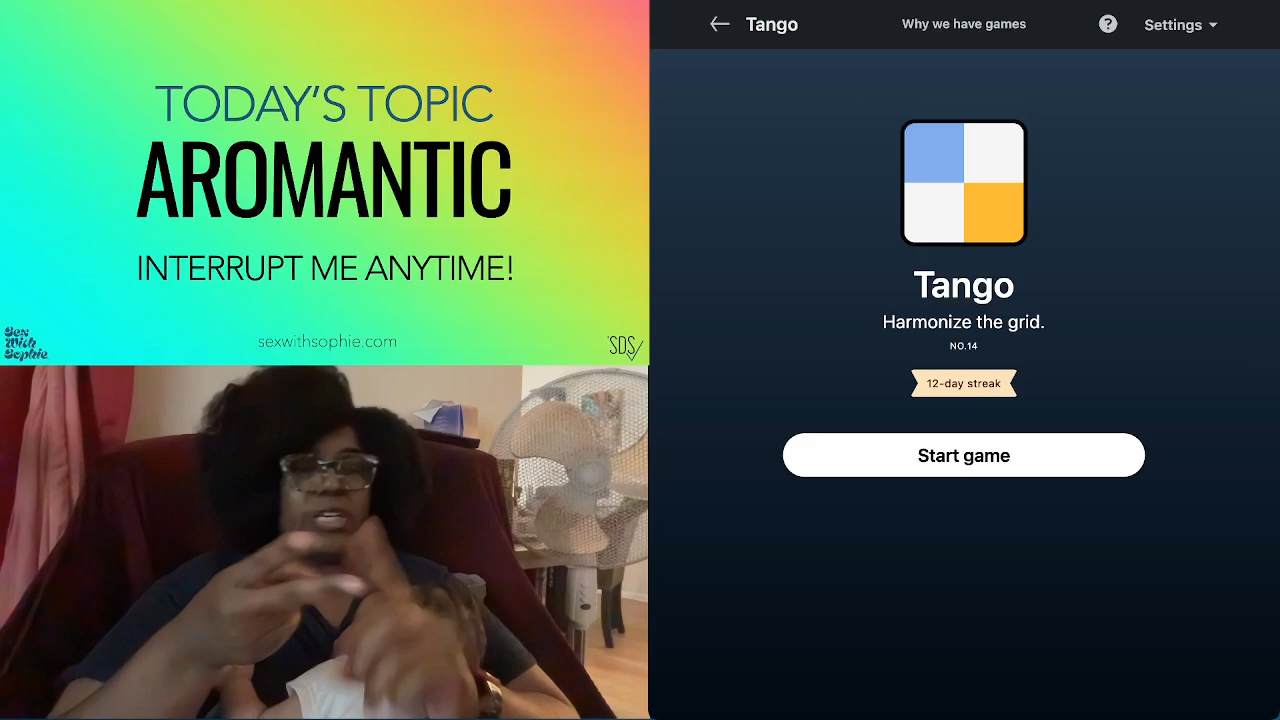 TODAY'S TOPIC
AROMANTIC
INTERRUPT ME ANYTIME!
Sex
With
Sophie
sexwithsophie.com
SDS
Tango
Why we have games
?
Settings
Tango
Harmonize the grid.
NO.14
12-day streak
Start game